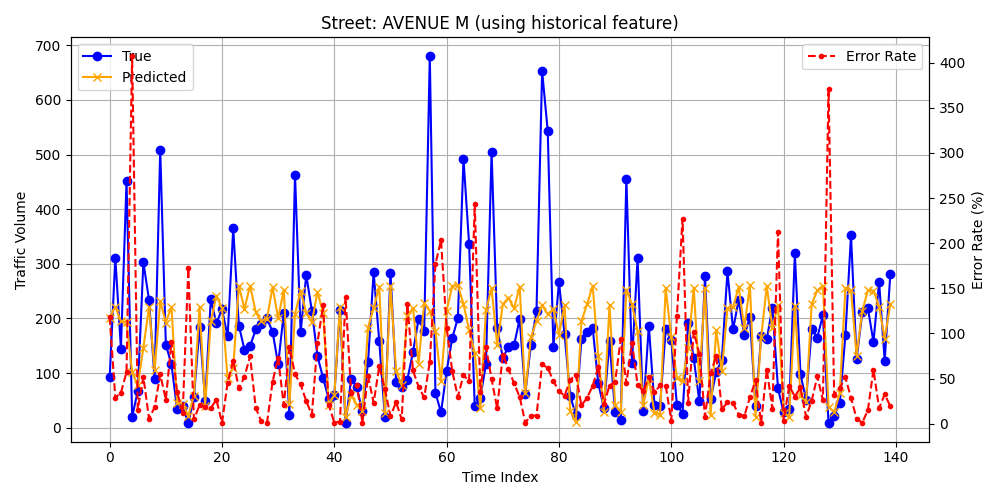 Street: AVENUE M (using historical feature)
True
Predicted
Error Rate
Traffic Volume
700
600
500
400
300
200
100
0
Error Rate (%)
400
350
300
250
200
150
100
50
0
0 20 40 60 80 100 120 140
Time Index